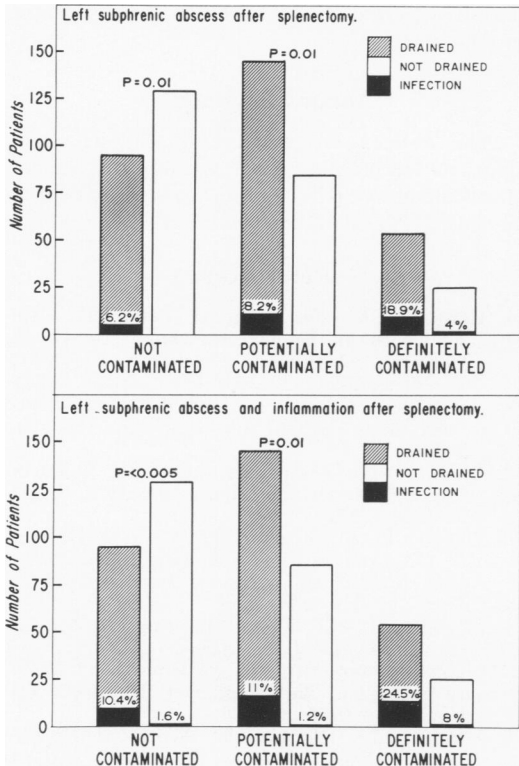 Left subphrenic abscess after splenectomy.
150
125
100
75
50
25
0
Number of Patients
P=0.01
P=0.01
DRAINED
NOT DRAINED
INFECTION
6.2%
8.2%
18.9%
4%
NOT
CONTAMINATED
POTENTIALLY
CONTAMINATED
DEFINITELY
CONTAMINATED
Left subphrenic abscess and inflammation after splenectomy.
150
125
100
75
50
25
0
Number of Patients
P=<0.005
P=0.01
DRAINED
NOT DRAINED
INFECTION
10.4%
1.6%
11%
1.2%
24.5%
8%
NOT
CONTAMINATED
POTENTIALLY
CONTAMINATED
DEFINITELY
CONTAMINATED